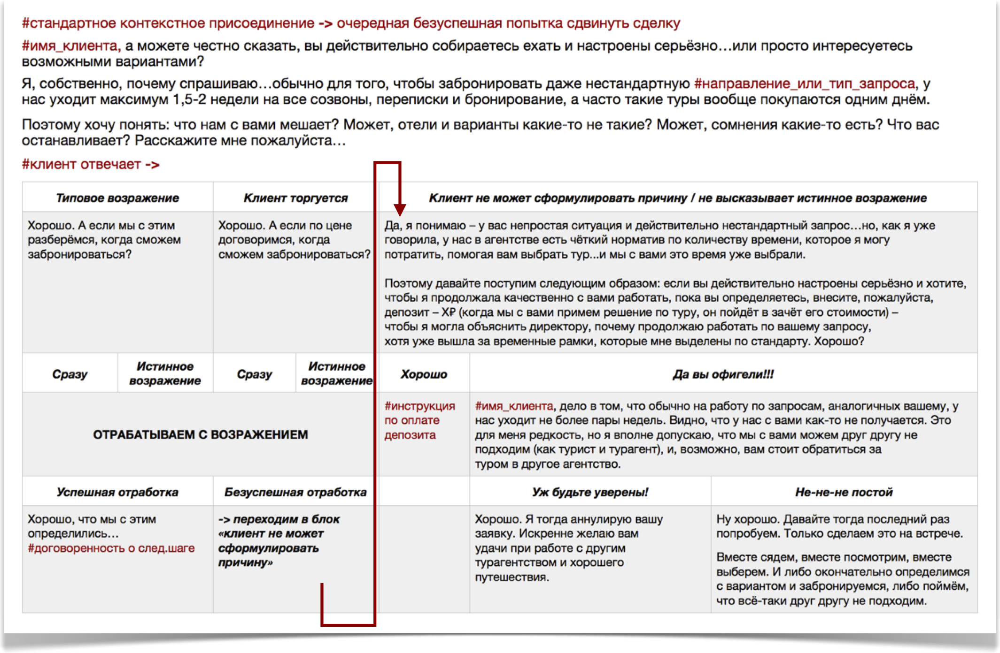 #стандартное контекстное присоединение -> очередная безуспешная попытка сдвинуть сделку
#имя_клиента, а можете честно сказать, вы действительно собираетесь ехать и настроены серьёзно…или просто интересуетесь
возможными вариантами?
Я, собственно, почему спрашиваю…обычно для того, чтобы забронировать даже нестандартную #направление_или_тип_запроса, у
нас уходит максимум 1,5-2 недели на все созвоны, переписки и бронирование, а часто такие туры вообще покупаются одним днём.
Поэтому хочу понять: что нам с вами мешает? Может, отели и варианты какие-то не такие? Может, сомнения какие-то есть? Что вас
останавливает? Расскажите мне пожалуйста…
#клиент отвечает ->
Типовое возражение
Клиент торгуется
Клиент не может сформулировать причину / не высказывает истинное возражение
Хорошо. А если мы с этим
разберёмся, когда сможем
забронироваться?
Хорошо. А если по цене
договоримся, когда
сможем забронироваться?
Да, я понимаю – у вас непростая ситуация и действительно нестандартный запрос…но, как я уже
говорила, у нас в агентстве есть чёткий норматив по количеству времени, которое я могу
потратить, помогая вам выбрать тур...и мы с вами это время уже выбрали.
Поэтому давайте поступим следующим образом: если вы действительно настроены серьёзно и хотите,
чтобы я продолжала качественно с вами работать, пока вы определяетесь, внесите, пожалуйста,
депозит – X₽ (когда мы с вами примем решение по туру, он пойдёт в зачёт его стоимости) –
чтобы я могла объяснить директору, почему продолжаю работать по вашему запросу,
хотя уже вышла за временные рамки, которые мне выделены по стандарту. Хорошо?
Сразу
Истинное
возражение
Сразу
Истинное
возражение
Хорошо
Да вы офигели!!!
ОТРАБАТЫВАЕМ С ВОЗРАЖЕНИЕМ
#инструкция
по оплате
депозита
#имя_клиента, дело в том, что обычно на работу по запросам, аналогичных вашему, у
нас уходит не более пары недель. Видно, что у нас с вами как-то не получается. Это
для меня редкость, но я вполне допускаю, что мы с вами можем друг другу не
подходим (как турист и турагент), и, возможно, вам стоит обратиться за
туром в другое агентство.
Успешная отработка
Безуспешная отработка
Уж будьте уверены!
Не-не-не постой
Хорошо, что мы с этим
определились…
#договоренность о след.шаге
-> переходим в блок
«клиент не может
сформулировать
причину»
Хорошо. Я тогда аннулирую вашу
заявку. Искренне желаю вам
удачи при работе с другим
турагентством и хорошего
путешествия.
Ну хорошо. Давайте тогда последний раз
попробуем. Только сделаем это на встрече.
Вместе сядем, вместе посмотрим, вместе
выберем. И либо окончательно определимся
с вариантом и забронируемся, либо поймём,
что всё-таки друг другу не подходим.